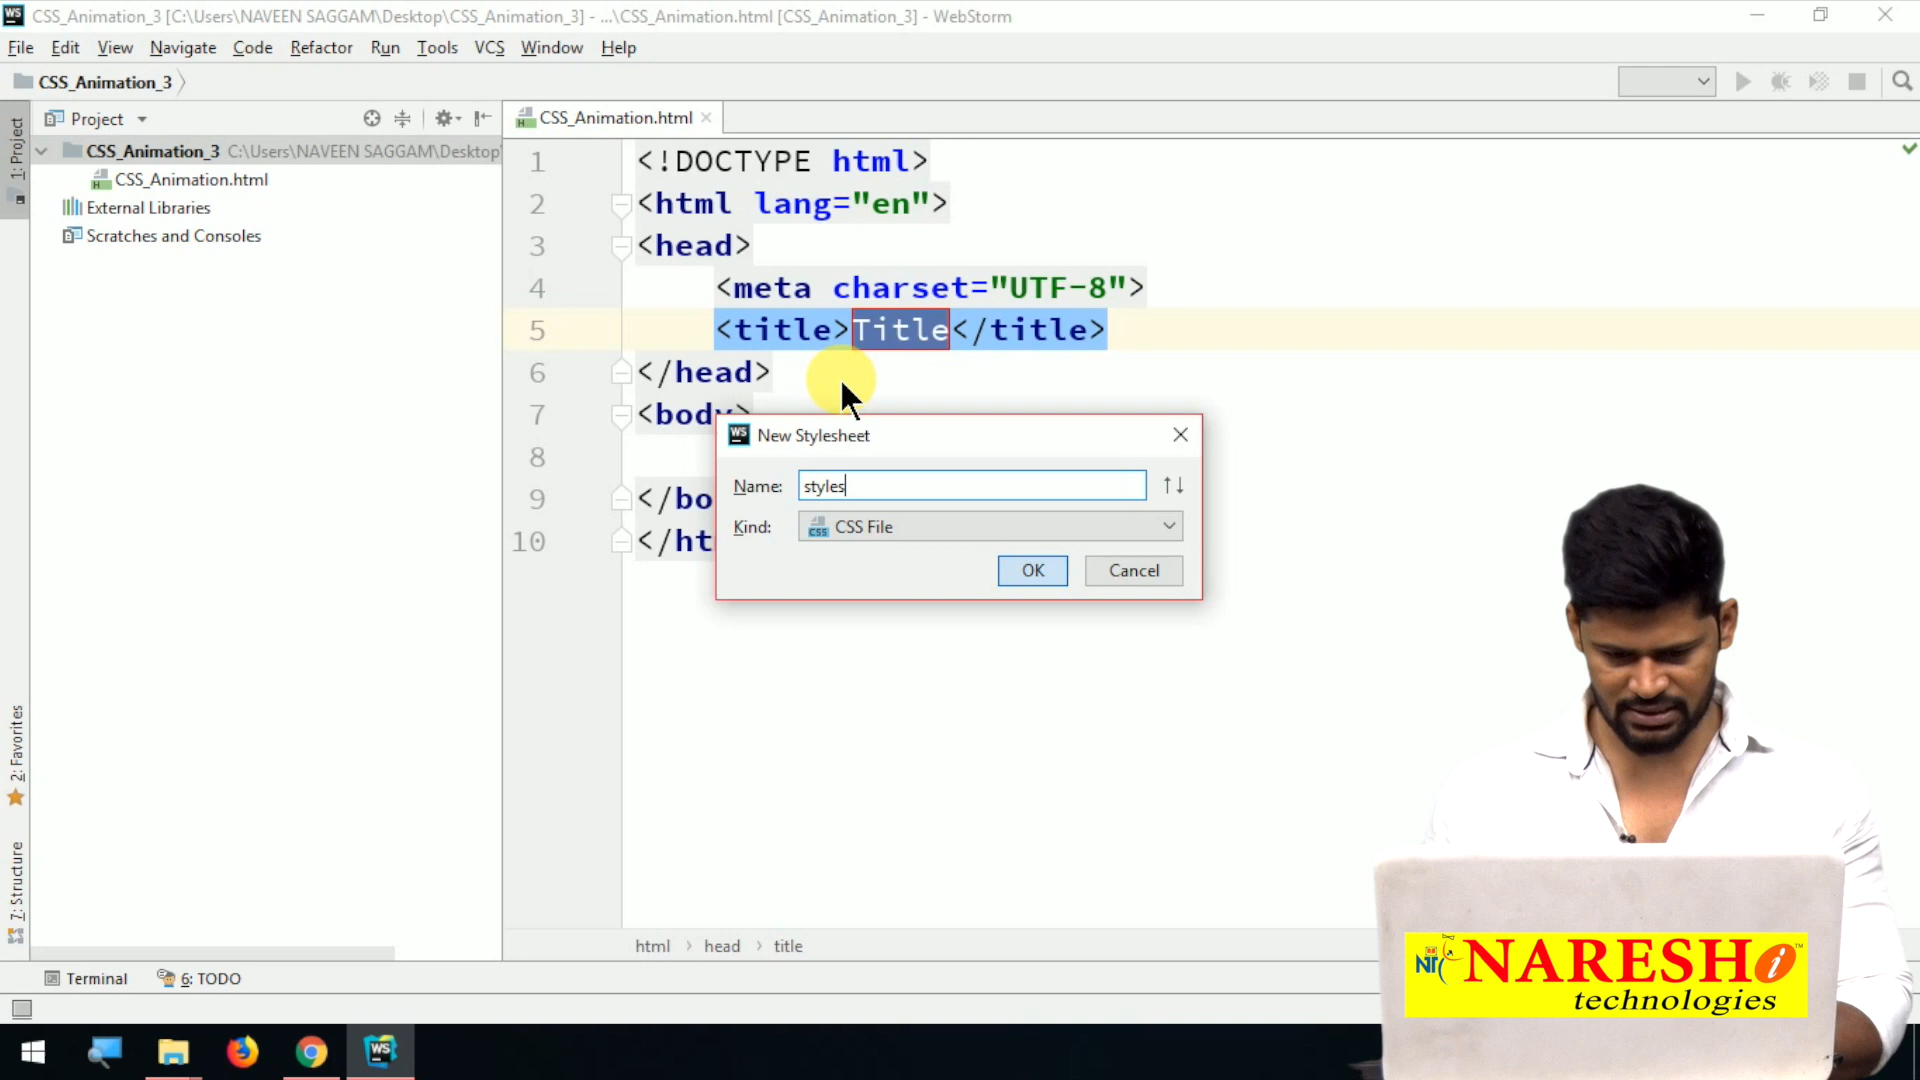 CSS_Animation_3 [C:\Users\NAVEEN SAGGAM\Desktop\CSS_Animation_3] - ...\CSS_Animation.html [CSS_Animation_3] - WebStorm
File Edit View Navigate Code Refactor Run Tools VCS Window Help
CSS_Animation_3
Project
CSS_Animation.html
1: Project
CSS_Animation_3 C:\Users\NAVEEN SAGGAM\Desktop\
CSS_Animation.html
External Libraries
Scratches and Consoles
1 <!DOCTYPE html>
2 <html lang="en">
3 <head>
4 <meta charset="UTF-8">
5 <title>Title</title>
6 </head>
7 <body>
8
9 </bo
10 </ht
New Stylesheet
Name: styles
Kind: CSS File
OK Cancel
2: Favorites
7: Structure
html head title
Terminal 6: TODO
NARESH i
technologies